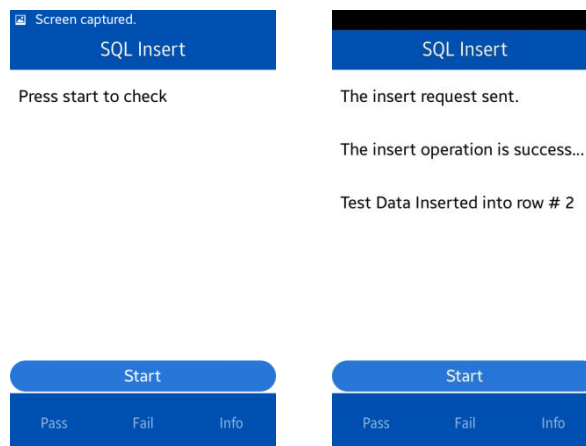 Screen captured.
SQL Insert
Press start to check
Start
Pass Fail Info
SQL Insert
The insert request sent.
The insert operation is success...
Test Data Inserted into row # 2
Start
Pass Fail Info